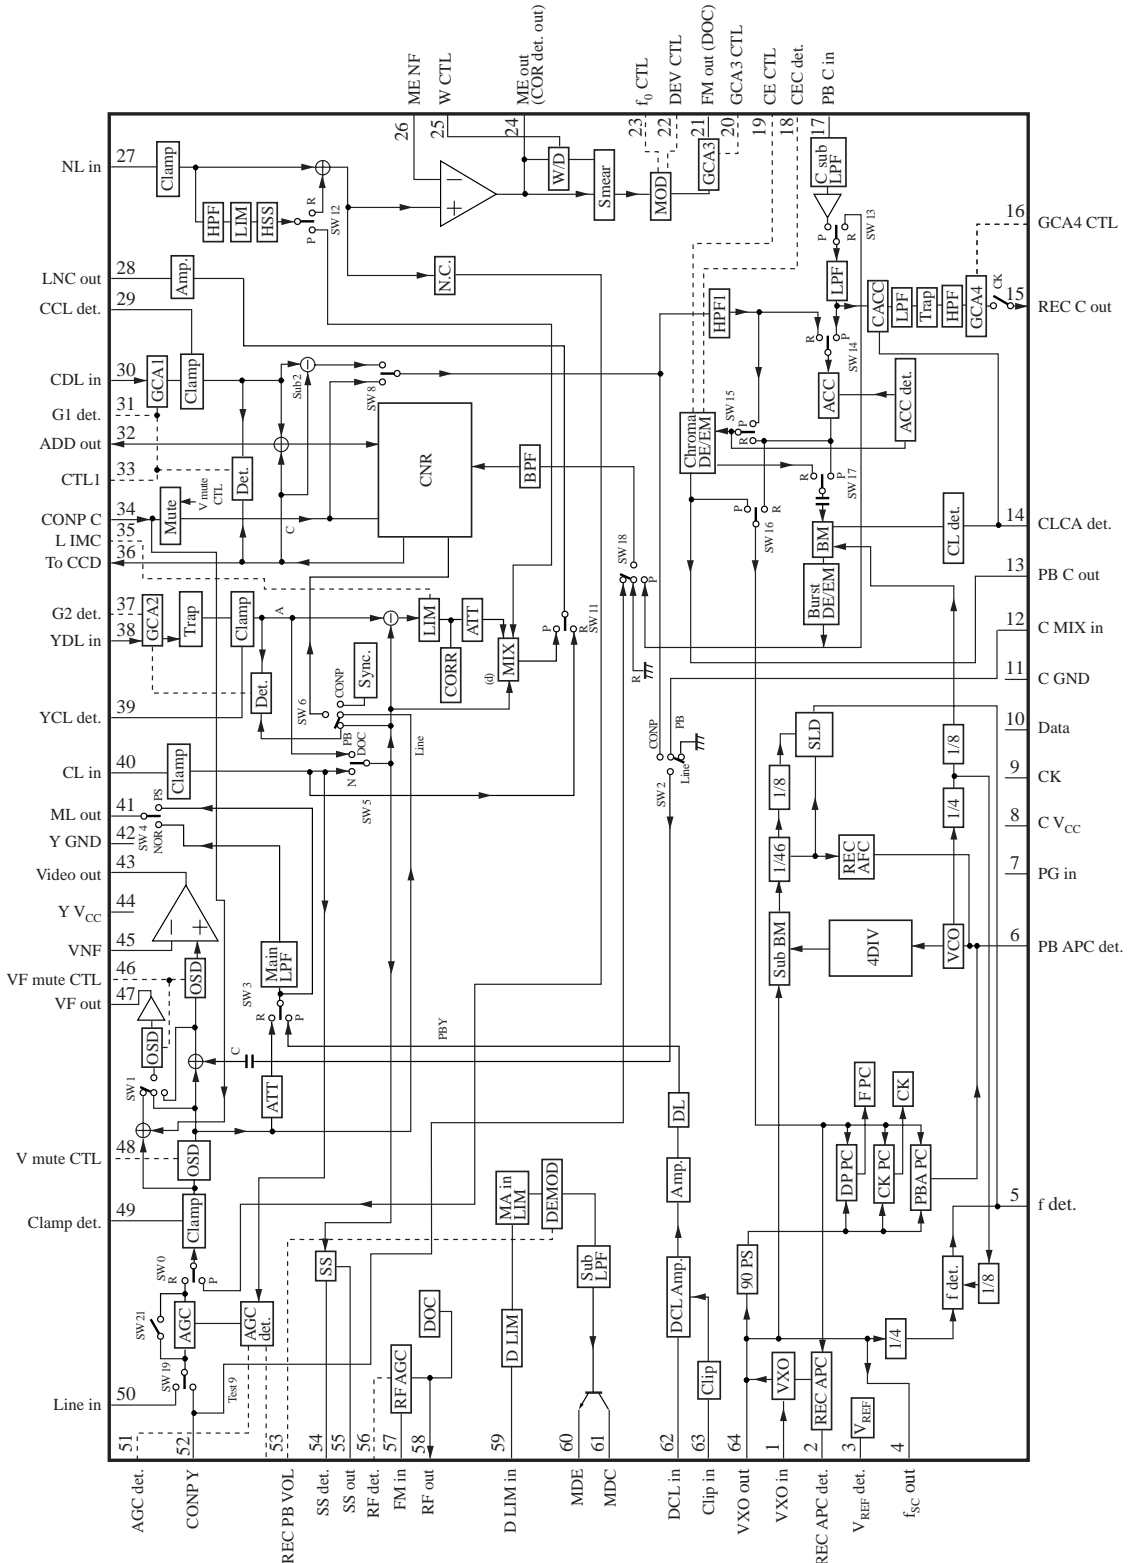 ME NF
W CTL
ME out
(COR det. out)
f0 CTL
DEV CTL
FM out (DOC)
GCA3 CTL
CE CTL
CEC det.
PB C in
26
25
24
23
22
21
20
19
18
17
NL in
27
Clamp
HPF
LIM
HSS
R
P
SW 12
−
+
W/D
Smear
MOD
GCA3
C sub
LPF
P
R
SW 13
16
GCA4 CTL
LNC out
28
Amp.
N.C.
HPF1
LPF
CACC
LPF
Trap
HPF
GCA4
CK
15
REC C out
CCL det.
29
R
P
SW 14
CDL in
30
GCA1
Clamp
Sub2
−
SW 8
ACC
ACC det.
G1 det.
31
ADD out
32
CNR
BPF
Chroma
DE/EM
SW 15
P
R
CTL1
33
Det.
V mute
CTL
R
P
SW 17
CONP C
34
Mute
C
P
R
SW 16
BM
CL det.
14
CLCA det.
L IMC
35
To CCD
36
SW 18
P
R
Burst
DE/EM
13
PB C out
G2 det.
37
GCA2
Trap
Clamp
A
−
LIM
ATT
CORR
MIX
(d)
P
R
SW 11
YDL in
38
12
C MIX in
Det.
SW 6
CONP
Sync.
PB
11
C GND
YCL det.
39
DOC
Line
CONP
PB
Line
SW 2
SLD
10
Data
CL in
40
Clamp
N
SW 5
1/8
1/8
9
CK
ML out
41
PS
SW 4
NOR
1/4
8
C VCC
Y GND
42
1/46
REC
AFC
7
PG in
Video out
43
Y VCC
44
−
+
VNF
45
Main
LPF
Sub BM
4DIV
VCO
6
PB APC det.
VF mute CTL
46
OSD
SW 3
R
P
VF out
47
OSD
PBY
C
SW 1
ATT
DL
F PC
CK
V mute CTL
48
OSD
MA in
LIM
DEMOD
Amp.
DP PC
CK PC
PBA PC
5
f det.
Clamp det.
49
Clamp
SW 0
R
P
SS
Sub
LPF
DCL Amp.
90 PS
f det.
1/8
SW 21
AGC
AGC
det.
DOC
D LIM
1/4
SW 19
Test 9
RF AGC
Clip
VXO
REC APC
VREF
Line in
50
51
52
53
54
55
56
57
58
59
60
61
62
63
64
1
2
3
4
AGC det.
CONP Y
REC PB VOL
SS det.
SS out
RF det.
FM in
RF out
D LIM in
MDE
MDC
DCL in
Clip in
VXO out
VXO in
REC APC det.
VREF det.
fSC out